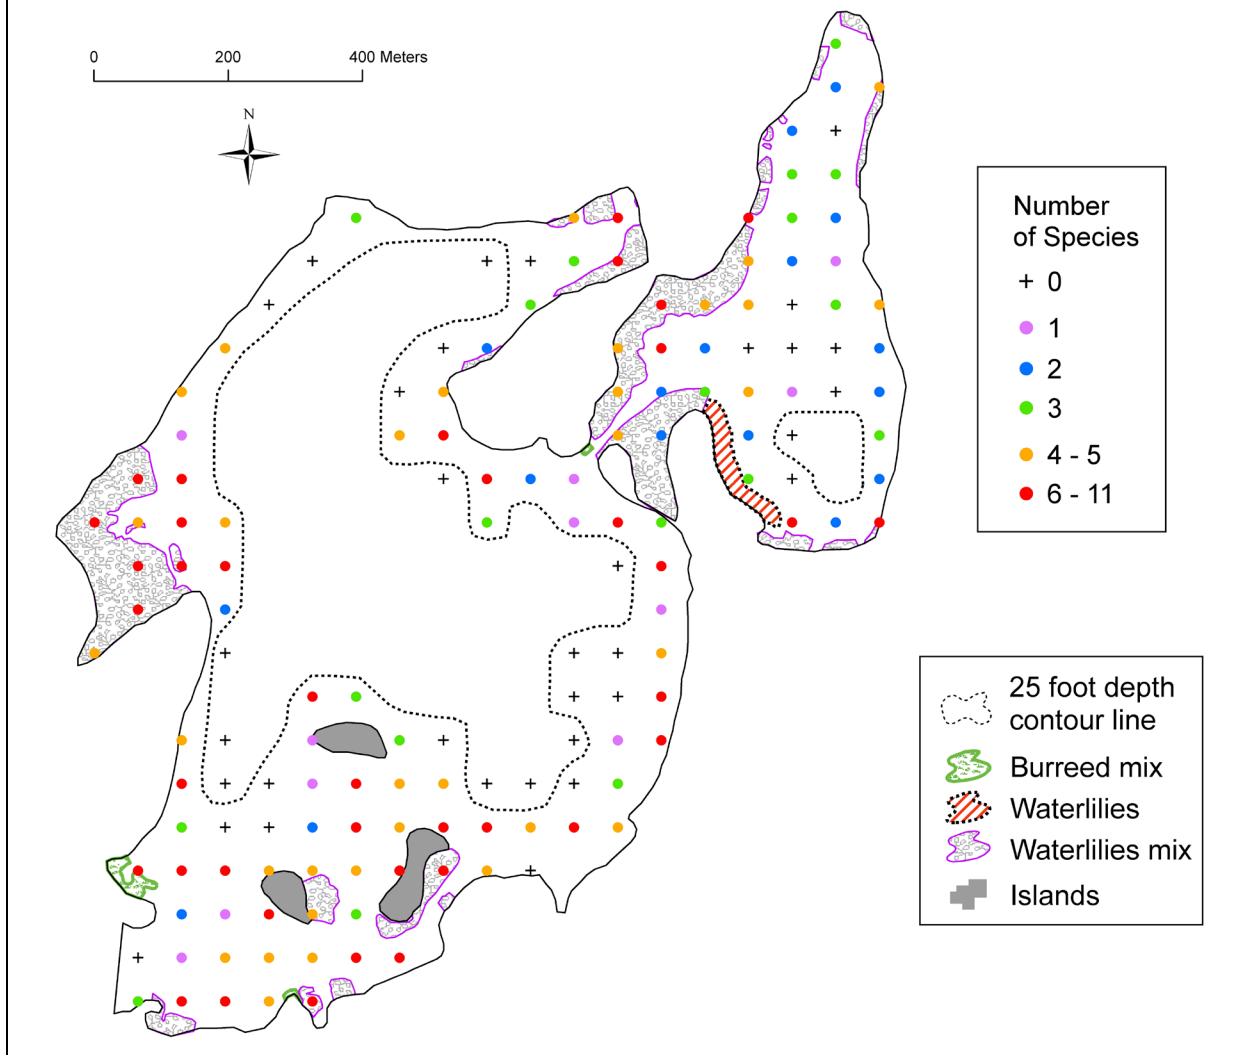 0 200 400 Meters
N
Number
of Species
0
1
2
3
4 - 5
6 - 11
25 foot depth
contour line
Burreed mix
Waterlilies
Waterlilies mix
Islands